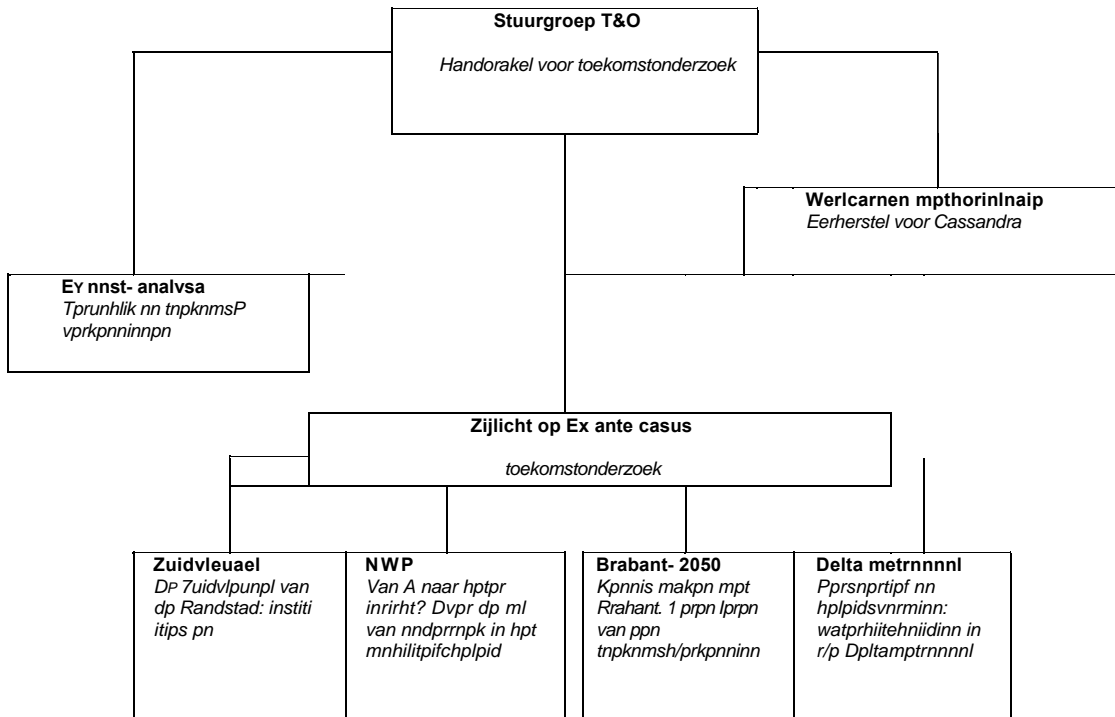 Stuurgroep T&O
Handorakel voor toekomstonderzoek
Werlcarnen mpthorinlnaip
Eerherstel voor Cassandra
EY nnst- analvsa
Tprunhlik nn tnpknmsP
vprkpnninnpn
Zijlicht op Ex ante casus
toekomstonderzoek
Zuidvleuael
DP 7uidvlpunpl van
dp Randstad: institi
itips pn
NWP
Van A naar hptpr
inrirht? Dvpr dp ml
van nndprrnpk in hpt
mnhilitpifchplpid
Brabant- 2050
Kpnnis makpn mpt
Rrahant. 1 prpn lprpn
van ppn
tnpknmsh/prkpnninn
Delta metrnnnnl
Pprsnprtipf nn
hplpidsvnrminn:
watprhiitehniidinn in
r/p Dpltamptrnnnnl